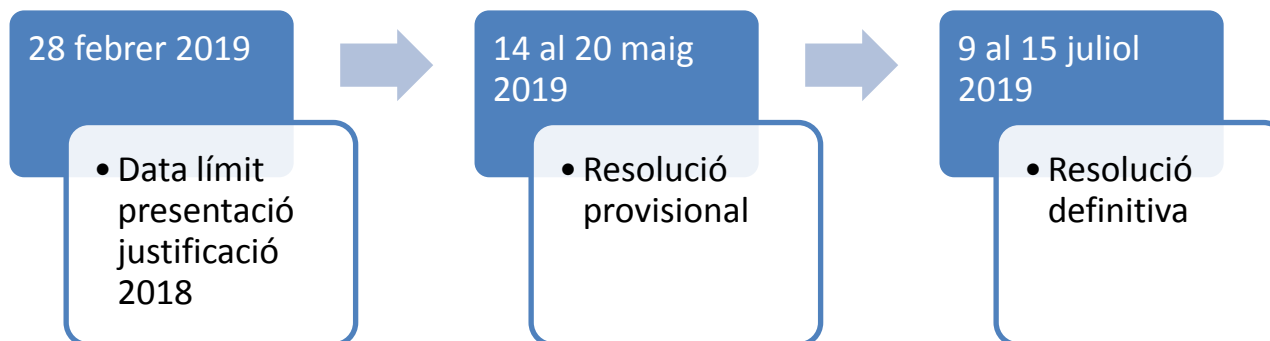 28 febrer 2019
• Data límit
presentació
justificació
2018
14 al 20 maig
2019
• Resolució
provisional
9 al 15 juliol
2019
• Resolució
definitiva